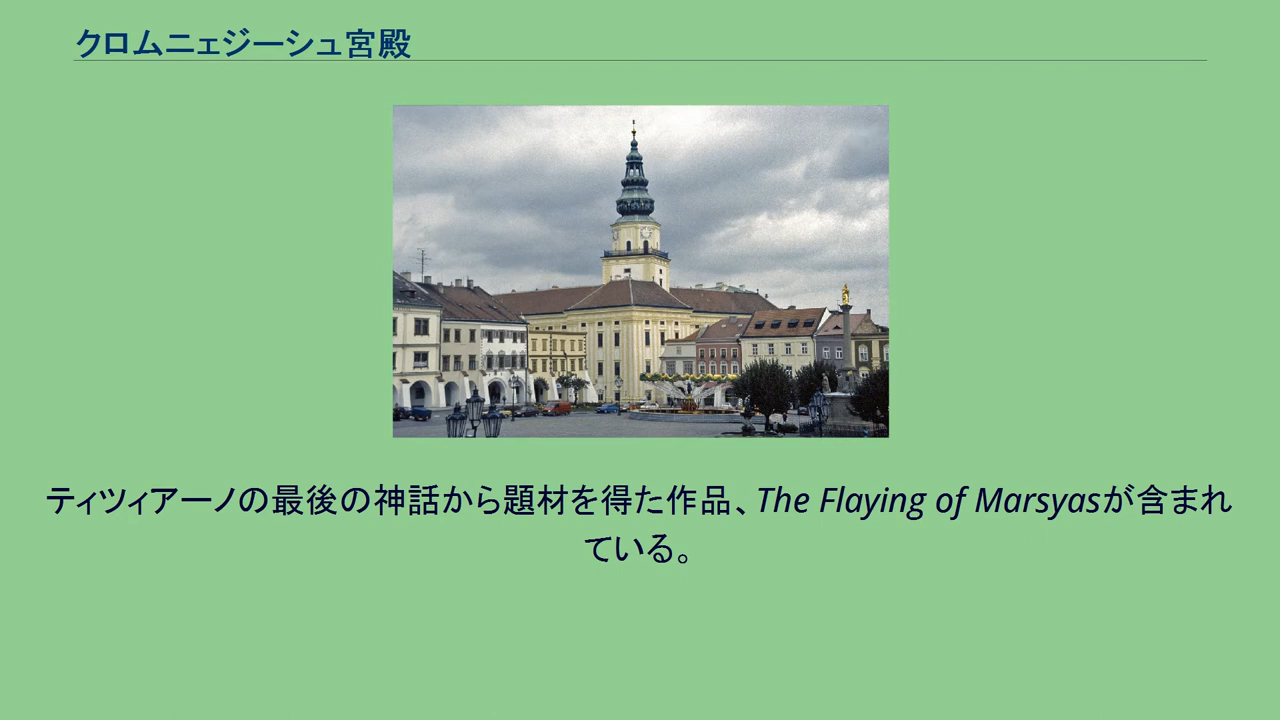 クロムニェジーシュ宮殿
ティツィアーノの最後の神話から題材を得た作品、The Flaying of Marsyasが含まれ
ている。